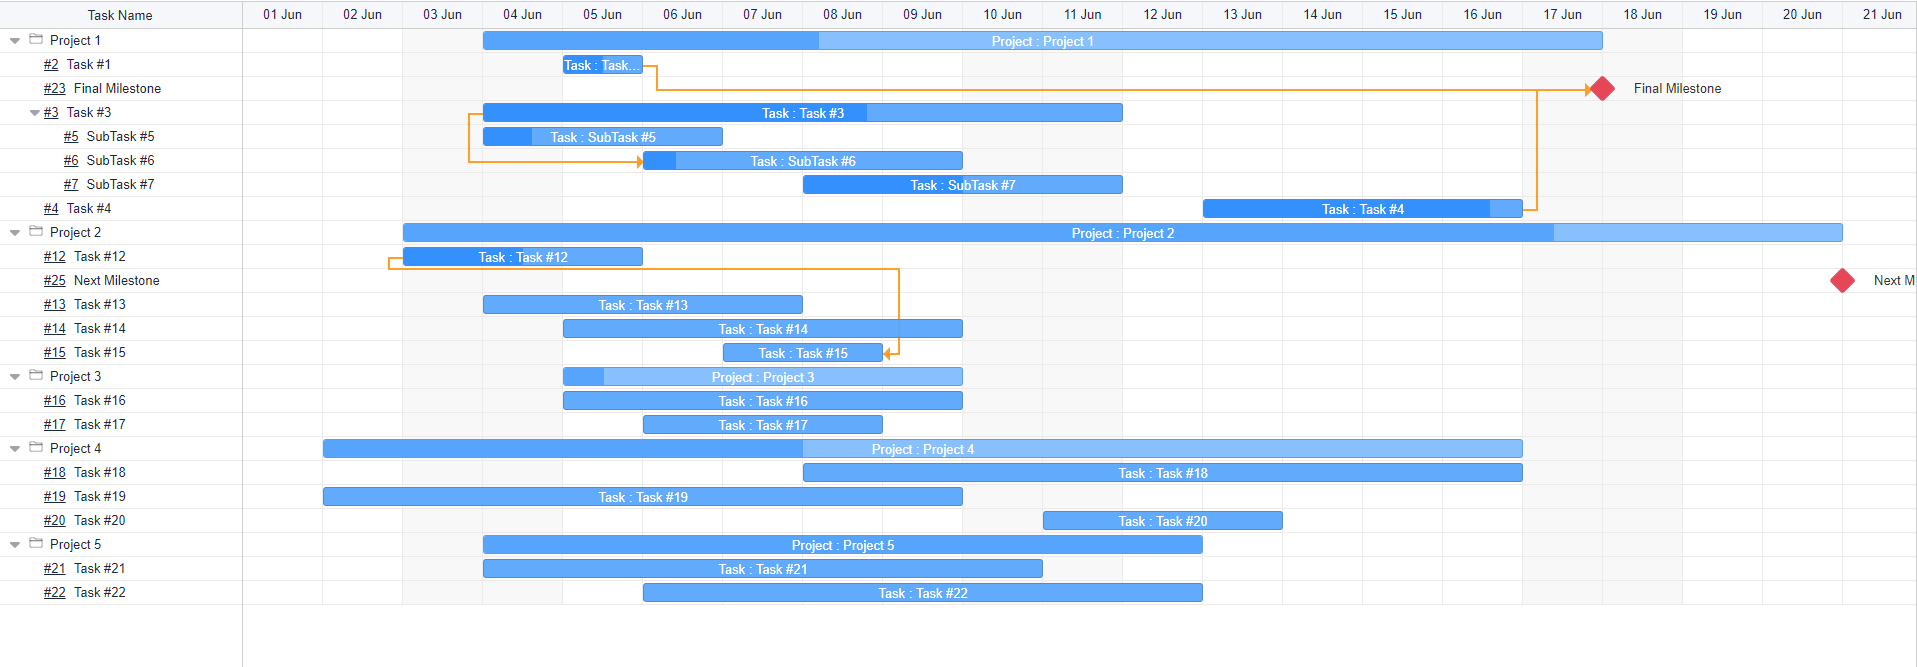 Task Name 01 Jun 02 Jun 03 Jun 04 Jun 05 Jun 06 Jun 07 Jun 08 Jun 09 Jun 10 Jun 11 Jun 12 Jun 13 Jun 14 Jun 15 Jun 16 Jun 17 Jun 18 Jun 19 Jun 20 Jun 21 Jun
Project 1 Project : Project 1
#2 Task #1 Task : Task...
#23 Final Milestone Final Milestone
#3 Task #3 Task : Task #3
#5 SubTask #5 Task : SubTask #5
#6 SubTask #6 Task : SubTask #6
#7 SubTask #7 Task : SubTask #7
#4 Task #4 Task : Task #4
Project 2 Project : Project 2
#12 Task #12 Task : Task #12
#25 Next Milestone Next M
#13 Task #13 Task : Task #13
#14 Task #14 Task : Task #14
#15 Task #15 Task : Task #15
Project 3 Project : Project 3
#16 Task #16 Task : Task #16
#17 Task #17 Task : Task #17
Project 4 Project : Project 4
#18 Task #18 Task : Task #18
#19 Task #19 Task : Task #19
#20 Task #20 Task : Task #20
Project 5 Project : Project 5
#21 Task #21 Task : Task #21
#22 Task #22 Task : Task #22